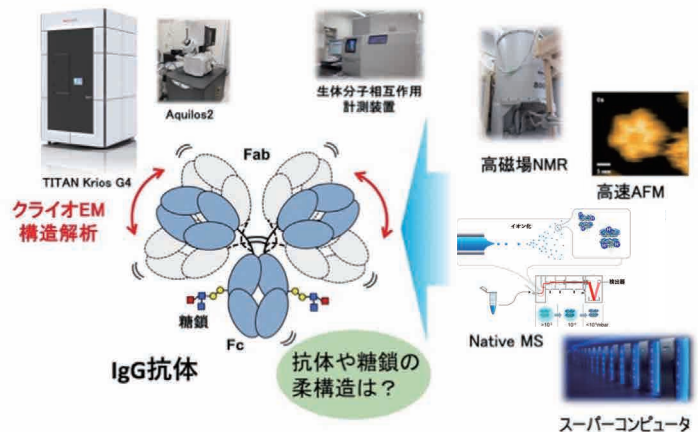 Aquilos2
生体分子相互作用
計測装置
TITAN Krios G4
高磁場NMR
高速AFM
クライオEM
構造解析
Fab
糖鎖
Fc
IgG抗体
抗体や糖鎖の
柔構造は？
イオン化
検出器
Native MS
スーパーコンピュータ